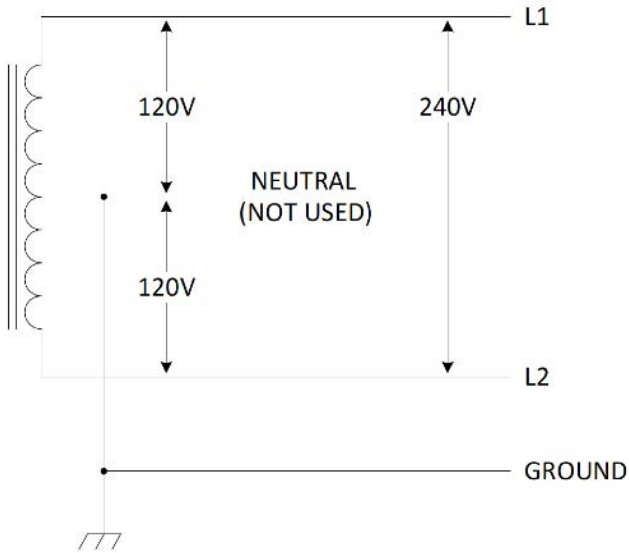 L1
120V
240V
NEUTRAL
(NOT USED)
120V
L2
GROUND